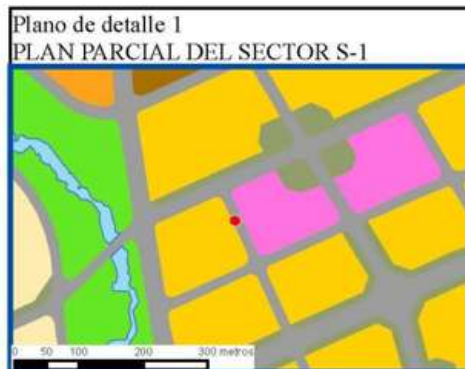 Plano de detalle 1
PLAN PARCIAL DEL SECTOR S-1
0 50 100 200 300 metros